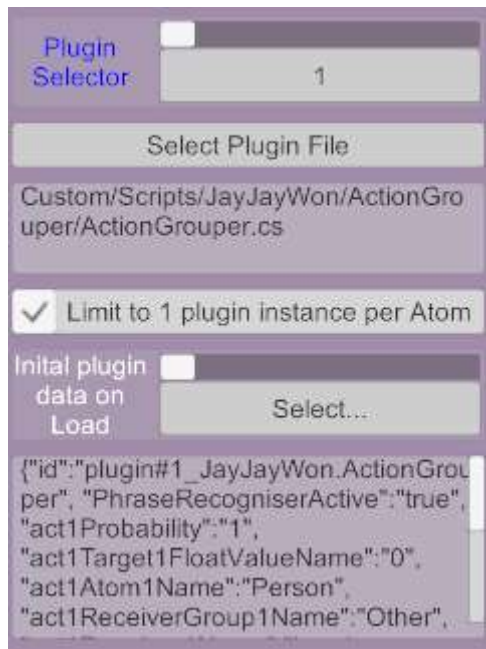 Plugin
Selector
1
Select Plugin File
Custom/Scripts/JayJayWon/ActionGro
uper/ActionGrouper.cs
Limit to 1 plugin instance per Atom
Inital plugin
data on
Load
Select...
{"id":"plugin#1_JayJayWon.ActionGrou
per", "PhraseRecogniserActive":"true",
"act1Probability":"1",
"act1Target1FloatValueName":"0",
"act1Atom1Name":"Person",
"act1ReceiverGroup1Name":"Other",